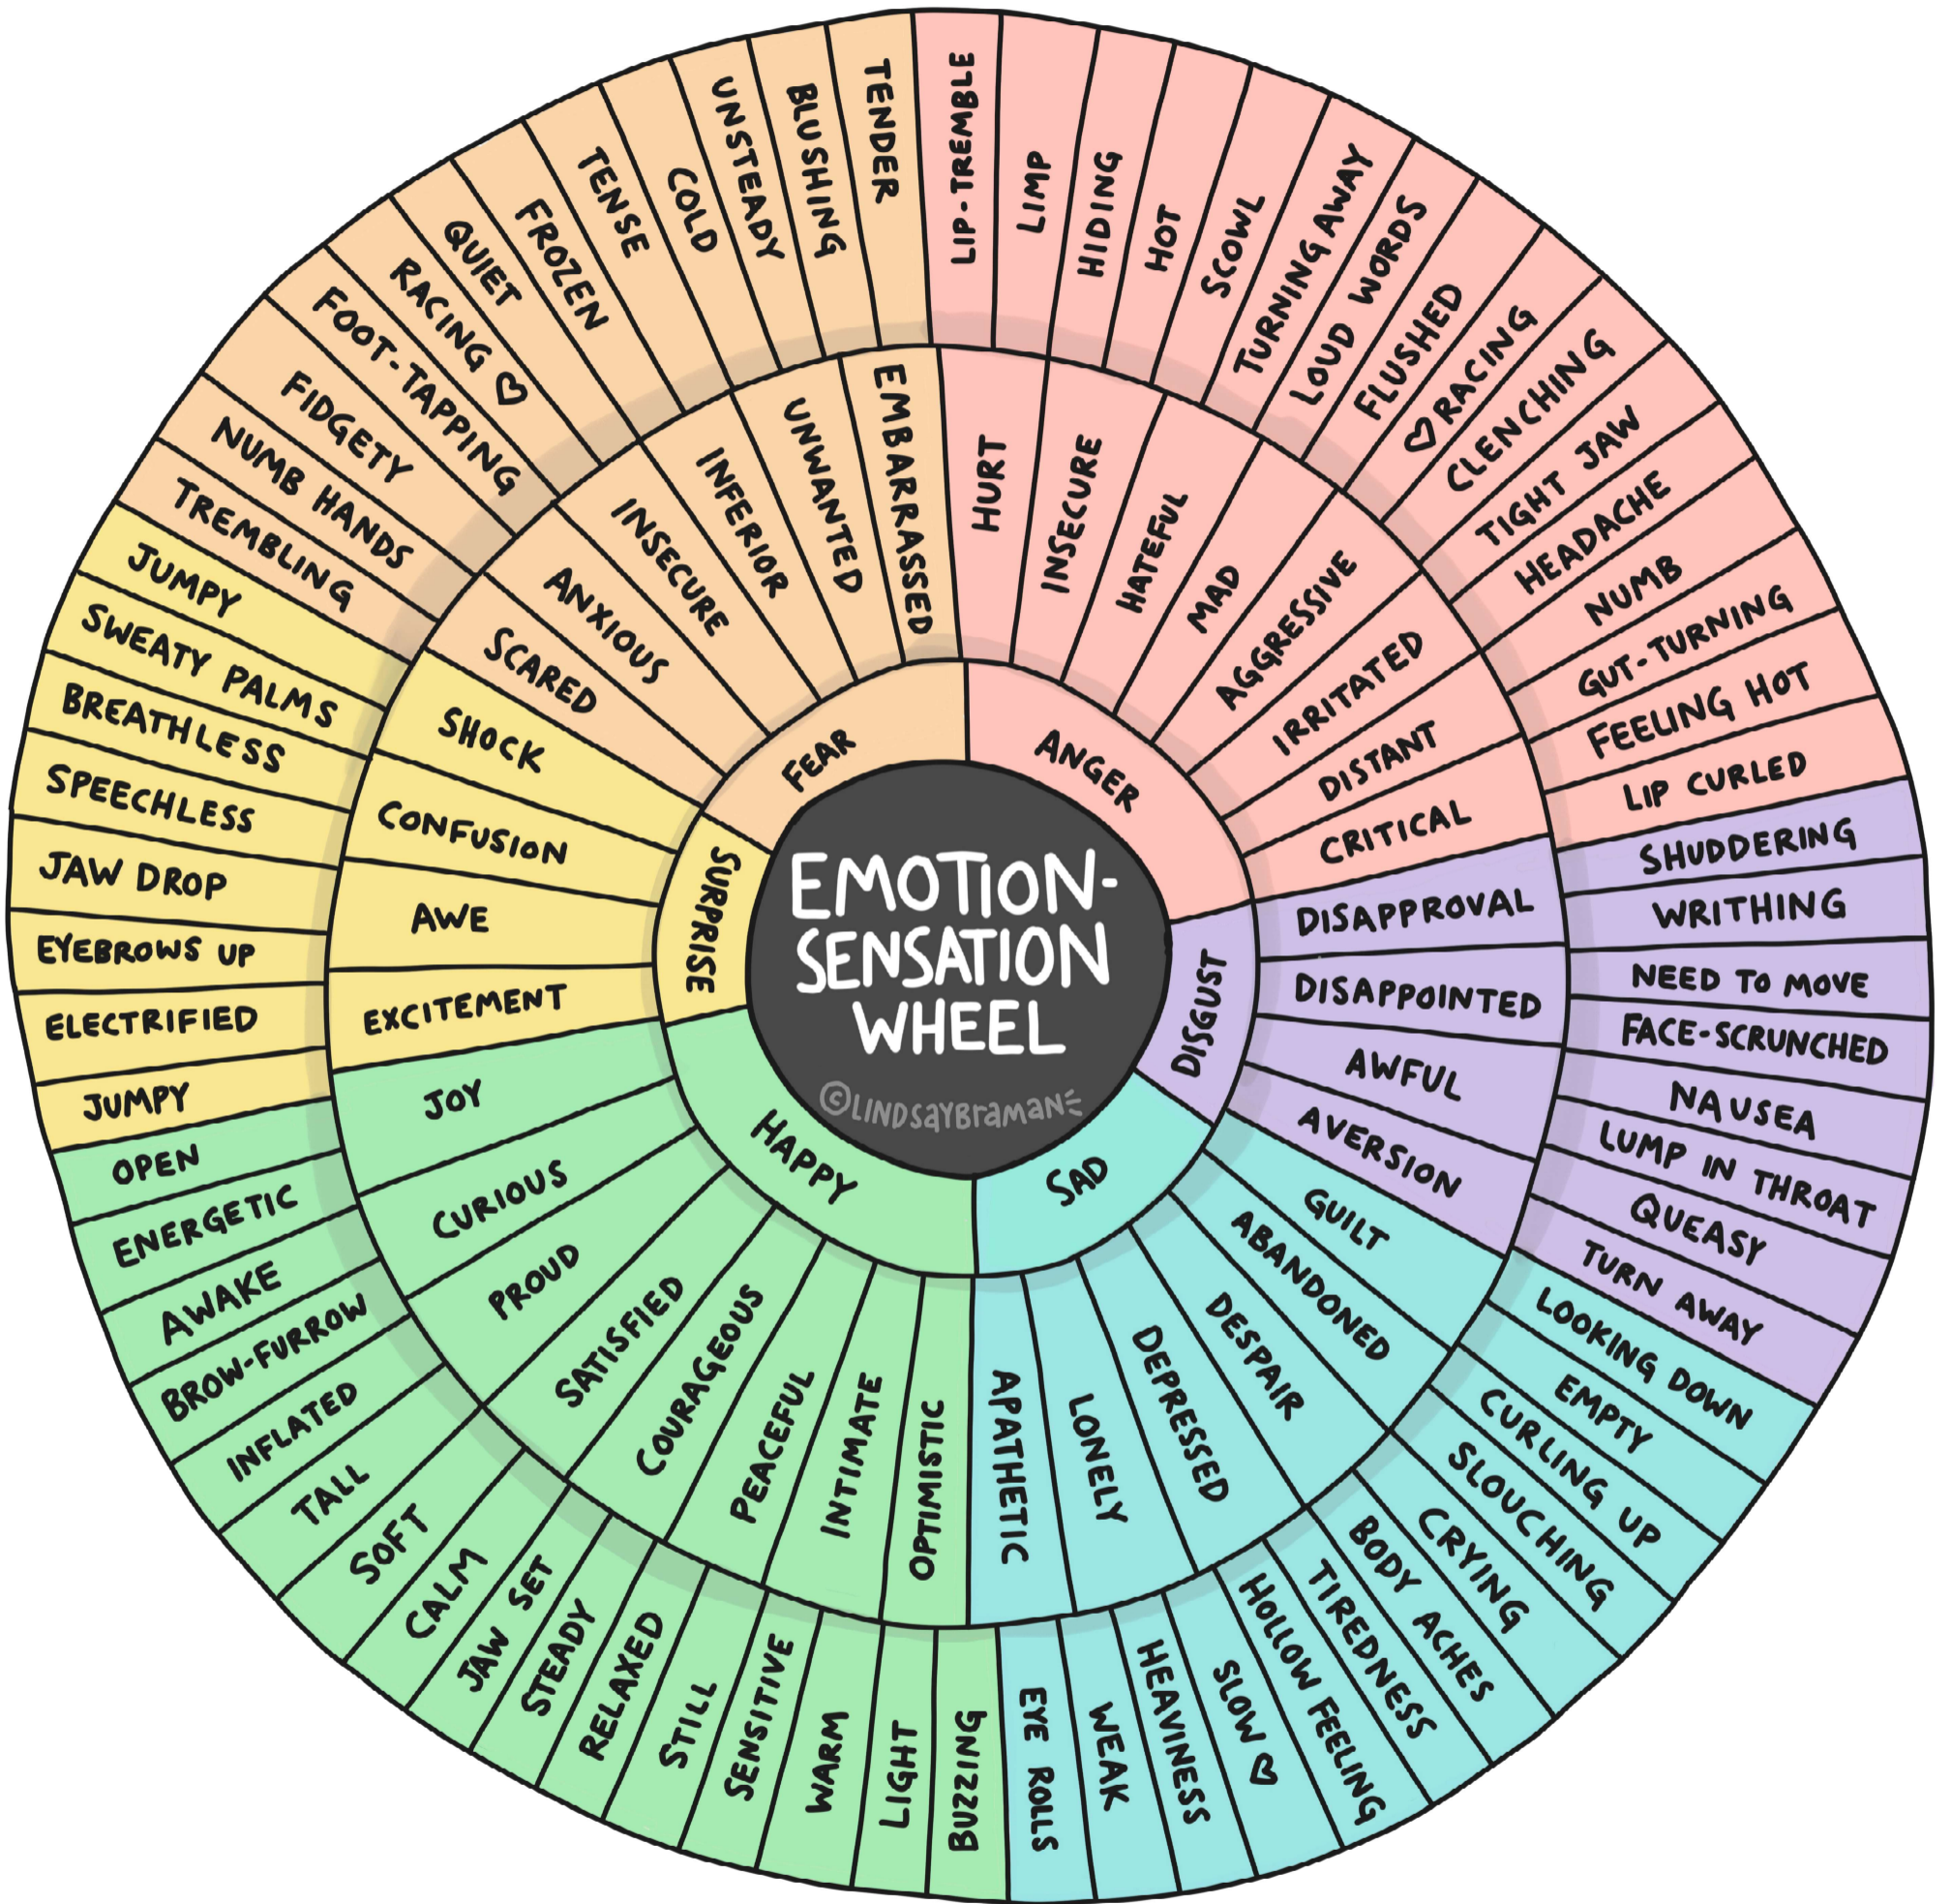 EMOTION-
SENSATION
WHEEL
©LINDSAYBRAMAN
FEAR
ANGER
DISGUST
SAD
HAPPY
SURPRISE
HURT
INSECURE
HATEFUL
MAD
AGGRESSIVE
IRRITATED
DISTANT
CRITICAL
DISAPPROVAL
DISAPPOINTED
AWFUL
AVERSION
GUILT
ABANDONED
DESPAIR
DEPRESSED
LONELY
APATHETIC
OPTIMISTIC
INTIMATE
PEACEFUL
COURAGEOUS
SATISFIED
PROUD
CURIOUS
JOY
EXCITEMENT
AWE
CONFUSION
SHOCK
SCARED
ANXIOUS
INSECURE
INFERIOR
UNWANTED
EMBARRASSED
LIP-TREMBLE
LIMP
HIDING
HOT
SCOWL
TURNING AWAY
LOUD WORDS
FLUSHED
♡ RACING
CLENCHING
TIGHT JAW
HEADACHE
NUMB
GUT-TURNING
FEELING HOT
LIP CURLED
SHUDDERING
WRITHING
NEED TO MOVE
FACE-SCRUNCHED
NAUSEA
LUMP IN THROAT
QUEASY
TURN AWAY
LOOKING DOWN
EMPTY
CURLING UP
SLOUCHING
CRYING
BODY ACHES
TIREDNESS
HOLLOW FEELING
SLOW ♡
HEAVINESS
WEAK
EYE ROLLS
BUZZING
LIGHT
WARM
SENSITIVE
STILL
RELAXED
STEADY
JAW SET
CALM
SOFT
TALL
INFLATED
BROW-FURROW
AWAKE
ENERGETIC
OPEN
JUMPY
ELECTRIFIED
EYEBROWS UP
JAW DROP
SPEECHLESS
BREATHLESS
SWEATY PALMS
JUMPY
TREMBLING
NUMB HANDS
FIDGETY
FOOT-TAPPING
RACING ♡
QUIET
FROZEN
TENSE
COLD
UNSTEADY
BLUSHING
TENDER